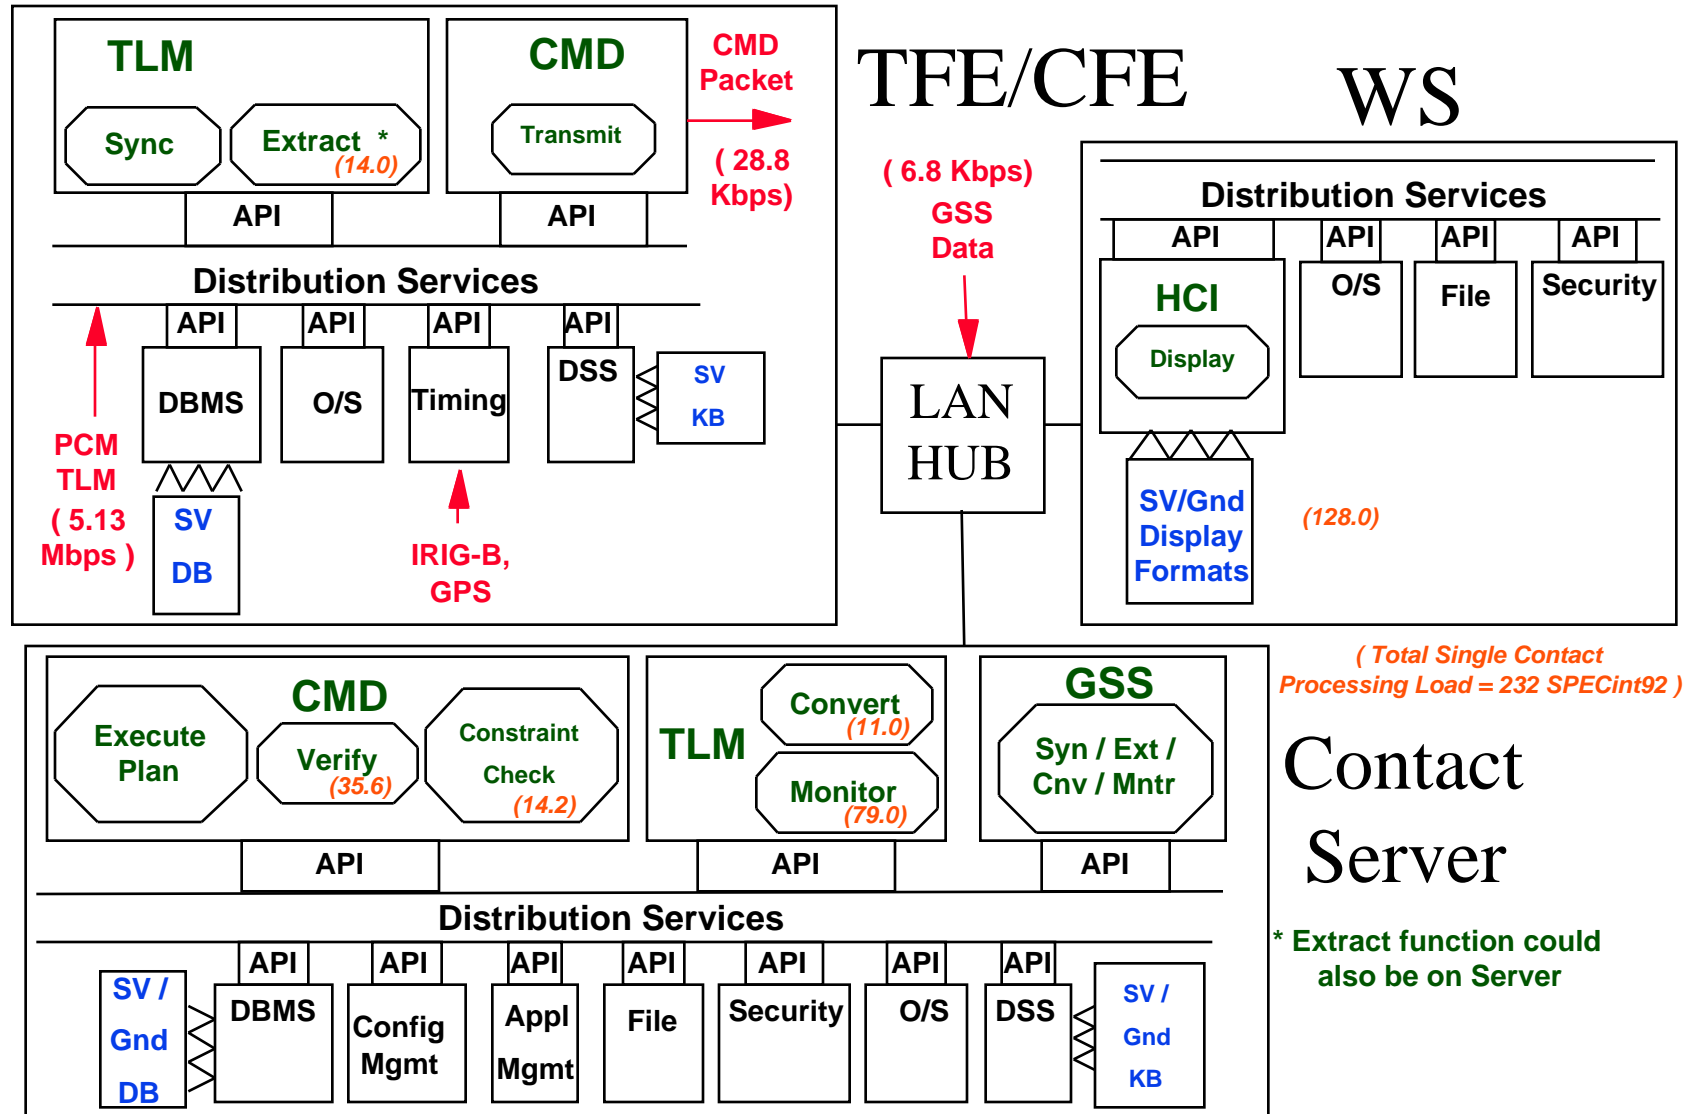 TLM
Sync
Extract *
(14.0)
API
CMD
Transmit
API
CMD
Packet
( 28.8
Kbps)
Distribution Services
API
DBMS
API
O/S
API
Timing
API
DSS
SV
KB
SV
DB
PCM
TLM
( 5.13
Mbps )
IRIG-B,
GPS
TFE/CFE
( 6.8 Kbps)
GSS
Data
LAN
HUB
WS
Distribution Services
API
HCI
Display
API
O/S
API
File
API
Security
SV/Gnd
Display
Formats
(128.0)
( Total Single Contact
Processing Load = 232 SPECint92 )
CMD
Execute
Plan
Verify
(35.6)
Constraint
Check
(14.2)
API
TLM
Convert
(11.0)
Monitor
(79.0)
API
GSS
Syn / Ext /
Cnv / Mntr
API
Contact
Server
Distribution Services
SV /
Gnd
DB
API
DBMS
API
Config
Mgmt
API
Appl
Mgmt
API
File
API
Security
API
O/S
API
DSS
SV /
Gnd
KB
* Extract function could
also be on Server